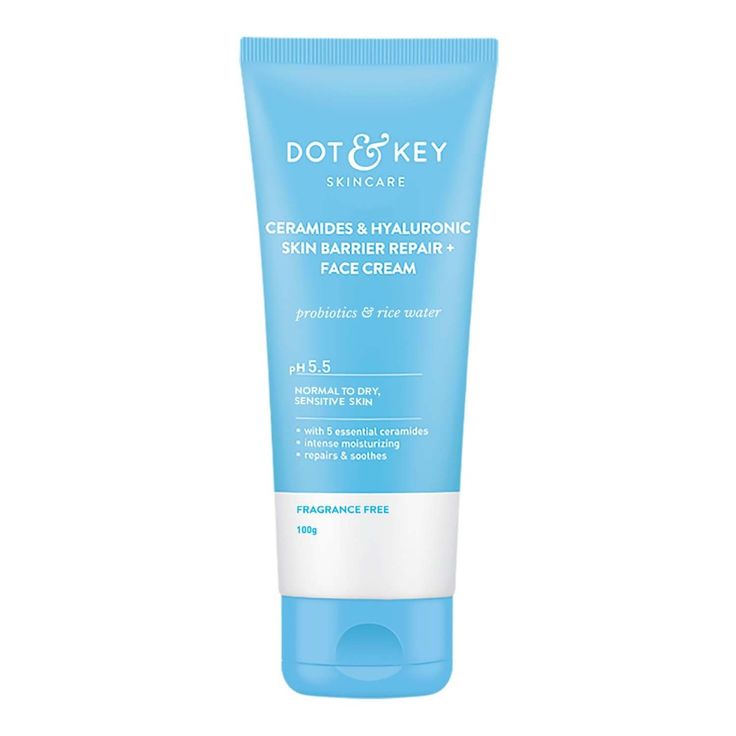 DOT & KEY
SKINCARE
CERAMIDES & HYALURONIC
SKIN BARRIER REPAIR +
FACE CREAM
probiotics & rice water
pH 5.5
NORMAL TO DRY,
SENSITIVE SKIN
• with 5 essential ceramides
• intense moisturizing
• repairs & soothes
FRAGRANCE FREE
100g